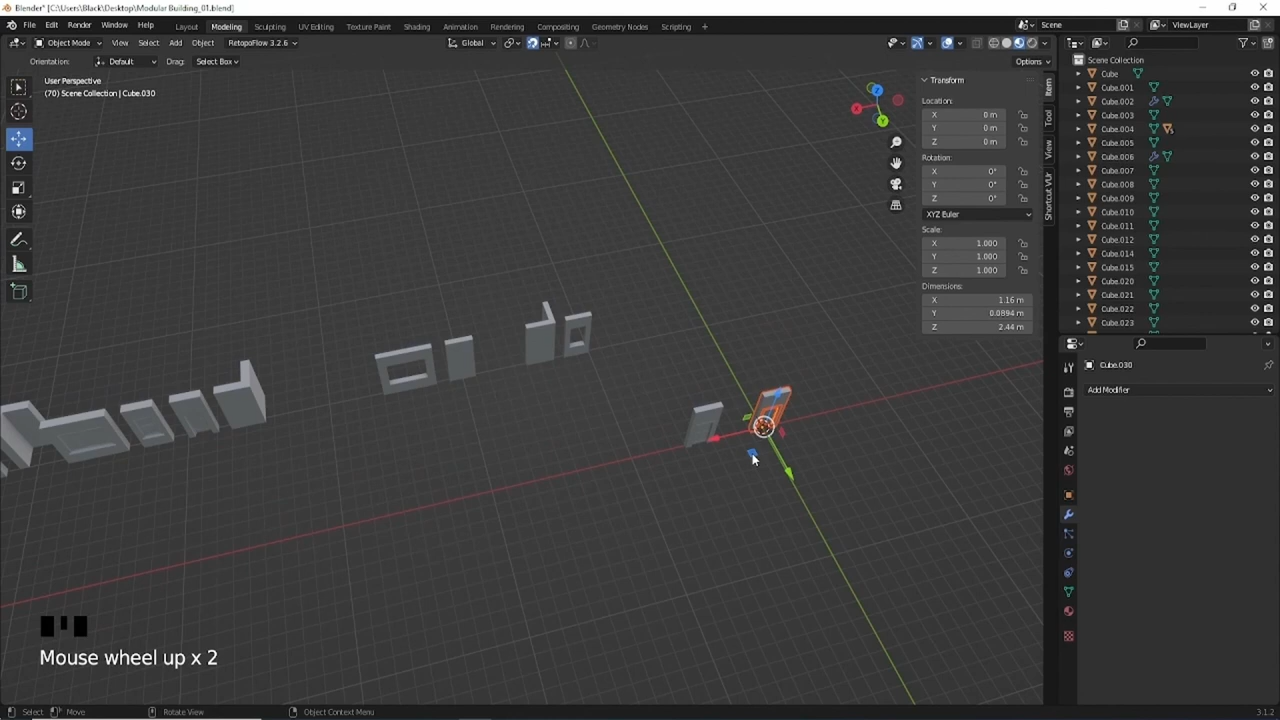 Blender* [C:\Users\Black\Desktop\Modular Building_01.blend]
File Edit Render Window Help Layout Modeling Sculpting UV Editing Texture Paint Shading Animation Rendering Compositing Geometry Nodes Scripting + Scene ViewLayer
Object Mode View Select Add Object RetopoFlow 3.2.6 Global
Orientation: Default Drag: Select Box Options
User Perspective
(70) Scene Collection | Cube.030
Transform
Location:
X 0 m
Y 0 m
Z 0 m
Rotation:
X 0°
Y 0°
Z 0°
XYZ Euler
Scale:
X 1.000
Y 1.000
Z 1.000
Dimensions:
X 1.16 m
Y 0.0894 m
Z 2.44 m
Item
Tool
View
Shortcut VUr
X
Y
Z
Scene Collection
Cube
Cube.001
Cube.002
Cube.003
Cube.004
Cube.005
Cube.006
Cube.007
Cube.008
Cube.009
Cube.010
Cube.011
Cube.012
Cube.014
Cube.015
Cube.020
Cube.021
Cube.022
Cube.023
Cube.030
Add Modifier
Mouse wheel up x 2
Select Move Rotate View Object Context Menu 3.1.2